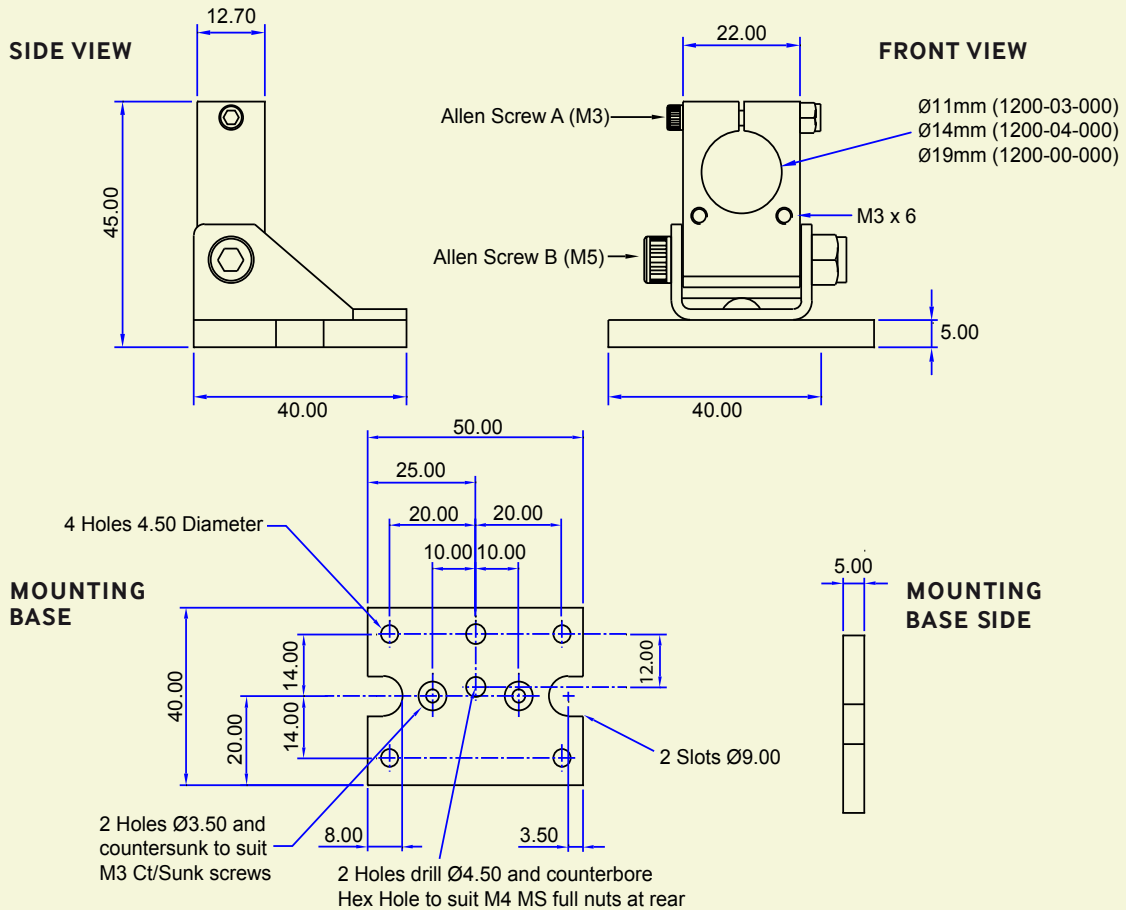 12.70
SIDE VIEW
45.00
40.00
22.00
FRONT VIEW
Allen Screw A (M3)
Ø11mm (1200-03-000)
Ø14mm (1200-04-000)
Ø19mm (1200-00-000)
M3 x 6
Allen Screw B (M5)
5.00
40.00
50.00
25.00
4 Holes 4.50 Diameter
20.00 20.00
10.00 10.00
MOUNTING
BASE
40.00
14.00
20.00
14.00
12.00
2 Slots Ø9.00
8.00
3.50
2 Holes Ø3.50 and
countersunk to suit
M3 Ct/Sunk screws
2 Holes drill Ø4.50 and counterbore
Hex Hole to suit M4 MS full nuts at rear
5.00
MOUNTING
BASE SIDE